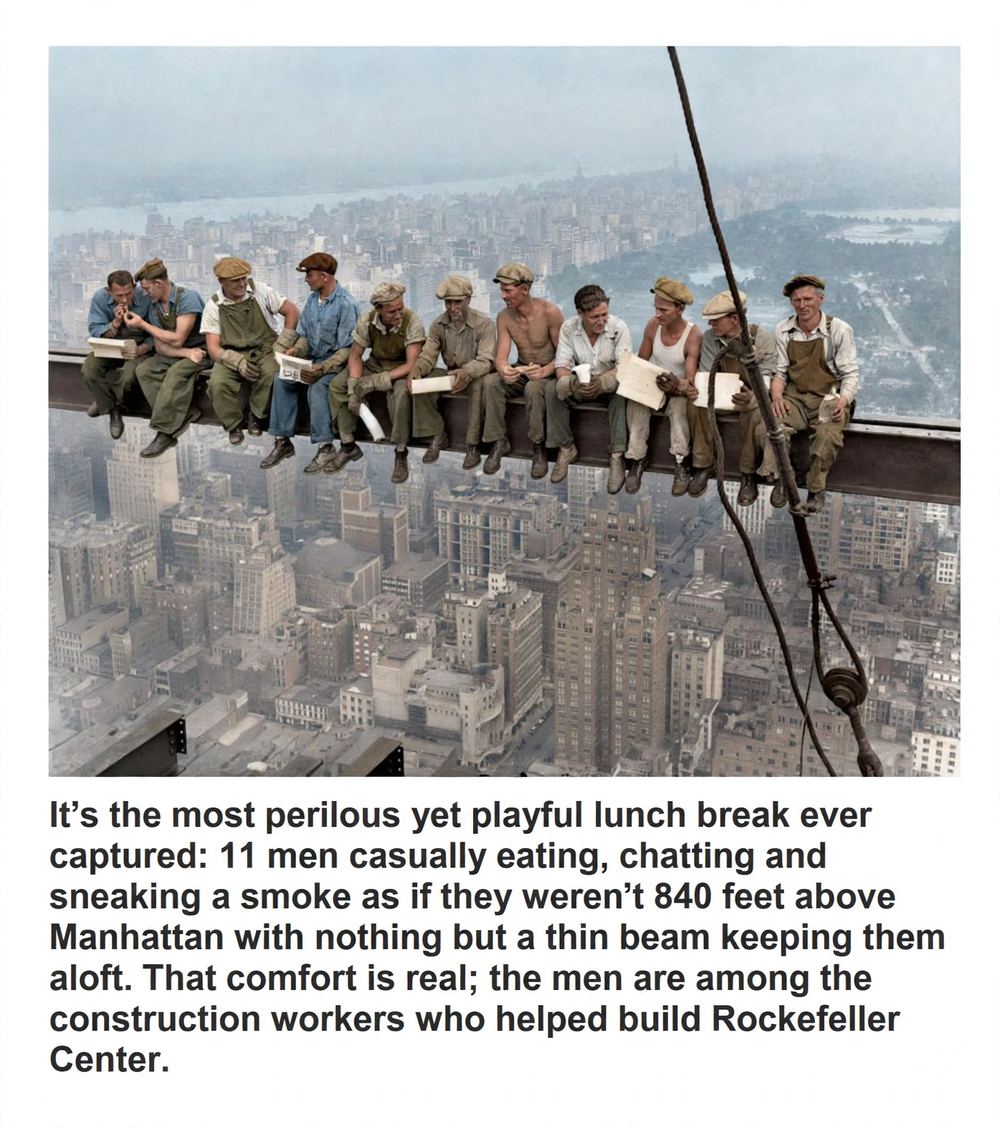 It’s the most perilous yet playful lunch break ever
captured: 11 men casually eating, chatting and
sneaking a smoke as if they weren’t 840 feet above
Manhattan with nothing but a thin beam keeping them
aloft. That comfort is real; the men are among the
construction workers who helped build Rockefeller
Center.